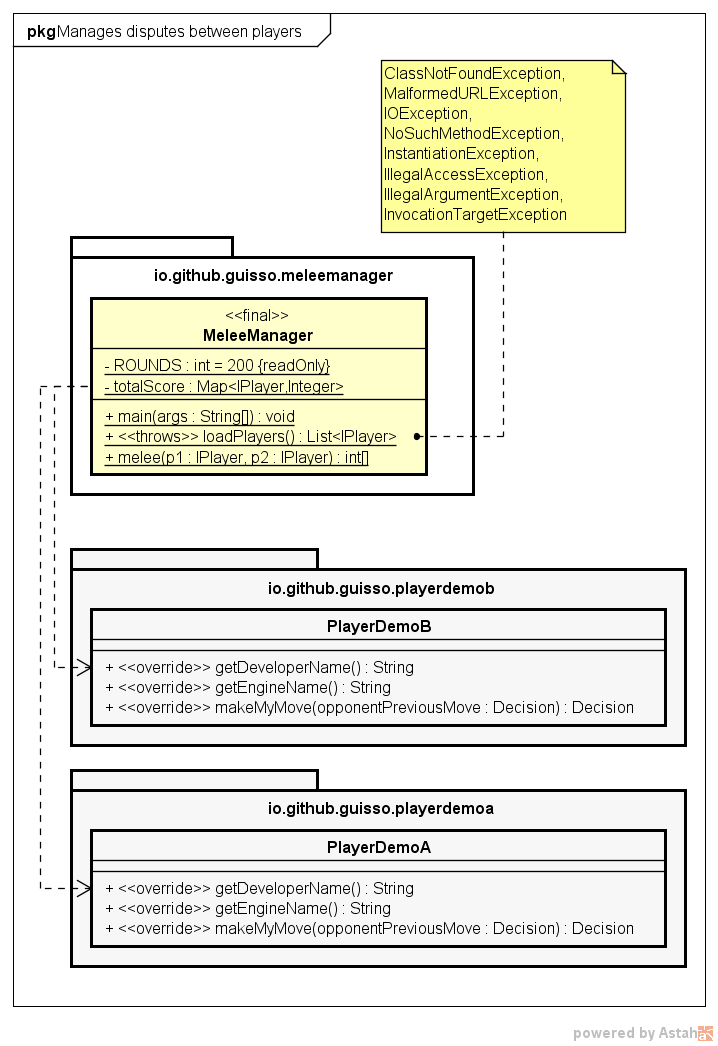 pkg Manages disputes between players
ClassNotFoundException,
MalformedURLException,
IOException,
NoSuchMethodException,
InstantiationException,
IllegalAccessException,
IllegalArgumentException,
InvocationTargetException
io.github.guisso.meleemanager
<<final>>
MeleeManager
- ROUNDS : int = 200 {readOnly}
- totalScore : Map<IPlayer,Integer>
+ main(args : String[]) : void
+ <<throws>> loadPlayers() : List<IPlayer>
+ melee(p1 : IPlayer, p2 : IPlayer) : int[]
io.github.guisso.playerdemob
PlayerDemoB
+ <<override>> getDeveloperName() : String
+ <<override>> getEngineName() : String
+ <<override>> makeMyMove(opponentPreviousMove : Decision) : Decision
io.github.guisso.playerdemoa
PlayerDemoA
+ <<override>> getDeveloperName() : String
+ <<override>> getEngineName() : String
+ <<override>> makeMyMove(opponentPreviousMove : Decision) : Decision
powered by Astah